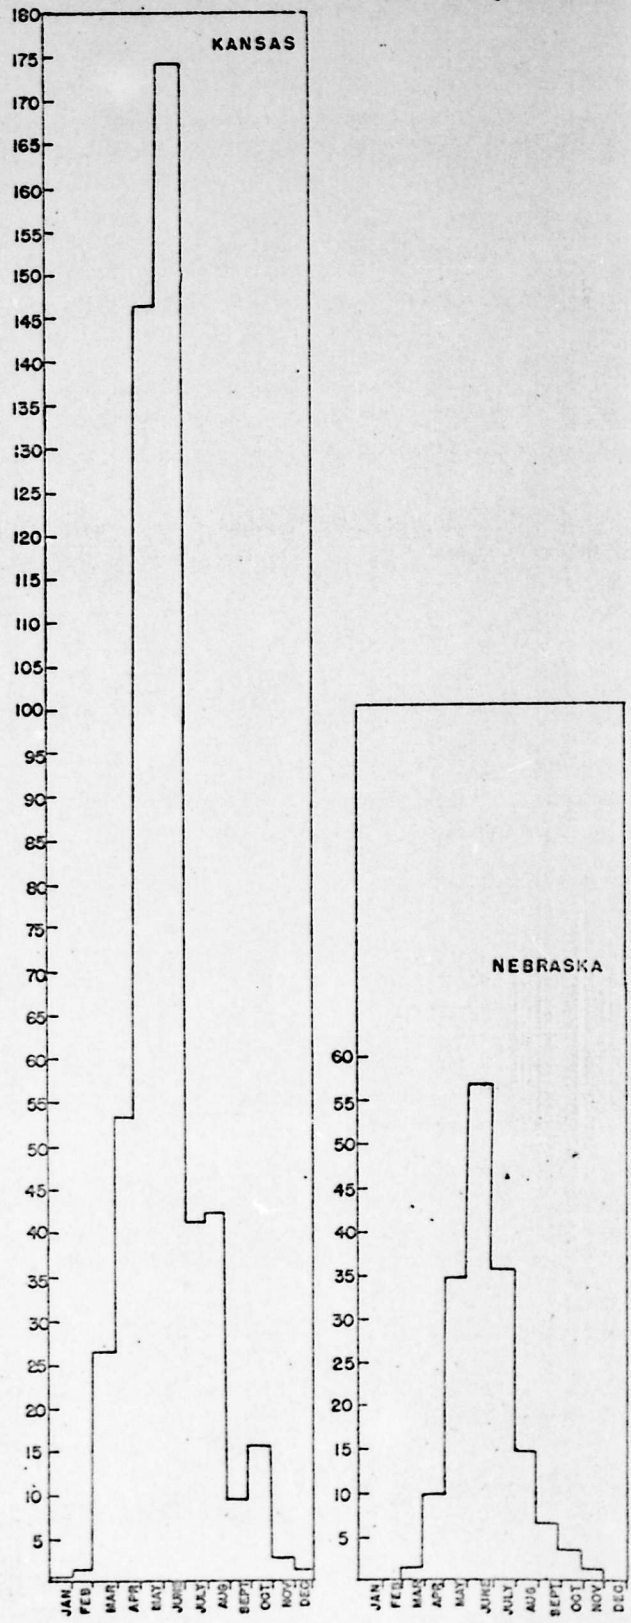 KANSAS
180
175
170
165
160
155
150
145
140
135
130
125
120
115
110
105
100
95
90
85
80
75
70
65
60
55
50
45
40
35
30
25
20
15
10
5
JAN
FEB
MAR
APR
MAY
JUNE
JULY
AUG
SEPT
OCT
NOV
DEC
NEBRASKA
60
55
50
45
40
35
30
25
20
15
10
5
JAN
FEB
MAR
APR
MAY
JUNE
JULY
AUG
SEPT
OCT
NOV
DEC